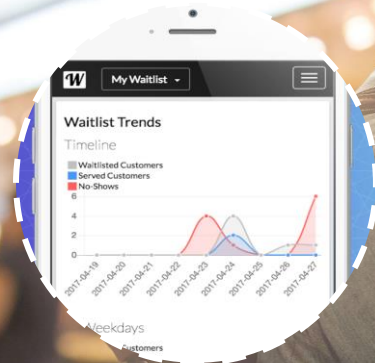 W My Waitlist
Waitlist Trends
Timeline
Waitlisted Customers
Served Customers
No-Shows
6
4
2
0
2017-04-19 2017-04-20 2017-04-21 2017-04-22 2017-04-23 2017-04-24 2017-04-25 2017-04-26 2017-04-27
Weekdays
Customers